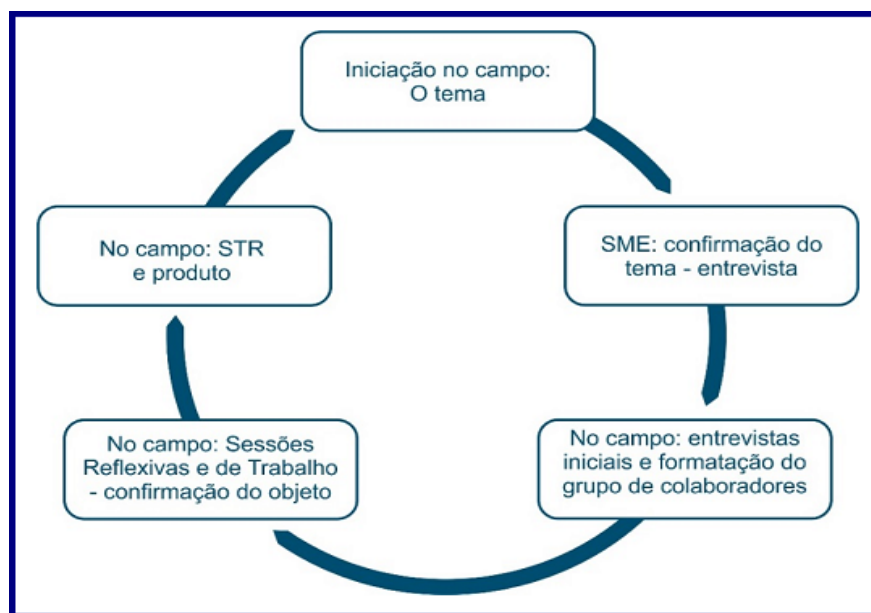 Iniciação no campo:
O tema
SME: confirmação do
tema - entrevista
No campo: entrevistas
iniciais e formatação do
grupo de colaboradores
No campo: Sessões
Reflexivas e de Trabalho
- confirmação do objeto
No campo: STR
e produto